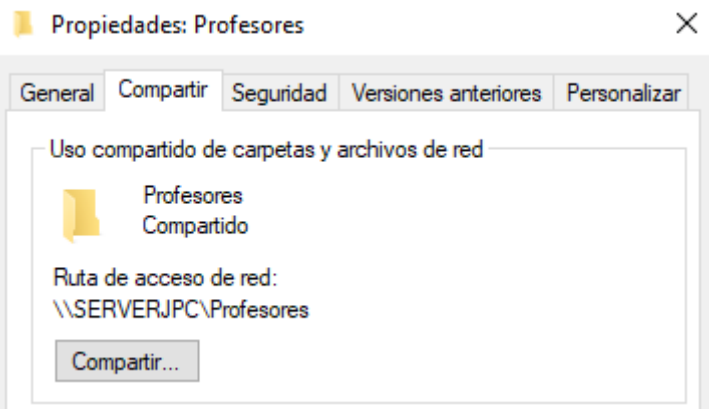 Propiedades: Profesores
General Compartir Seguridad Versiones anteriores Personalizar
Uso compartido de carpetas y archivos de red
Profesores
Compartido
Ruta de acceso de red:
\\SERVERJPC\Profesores
Compartir...